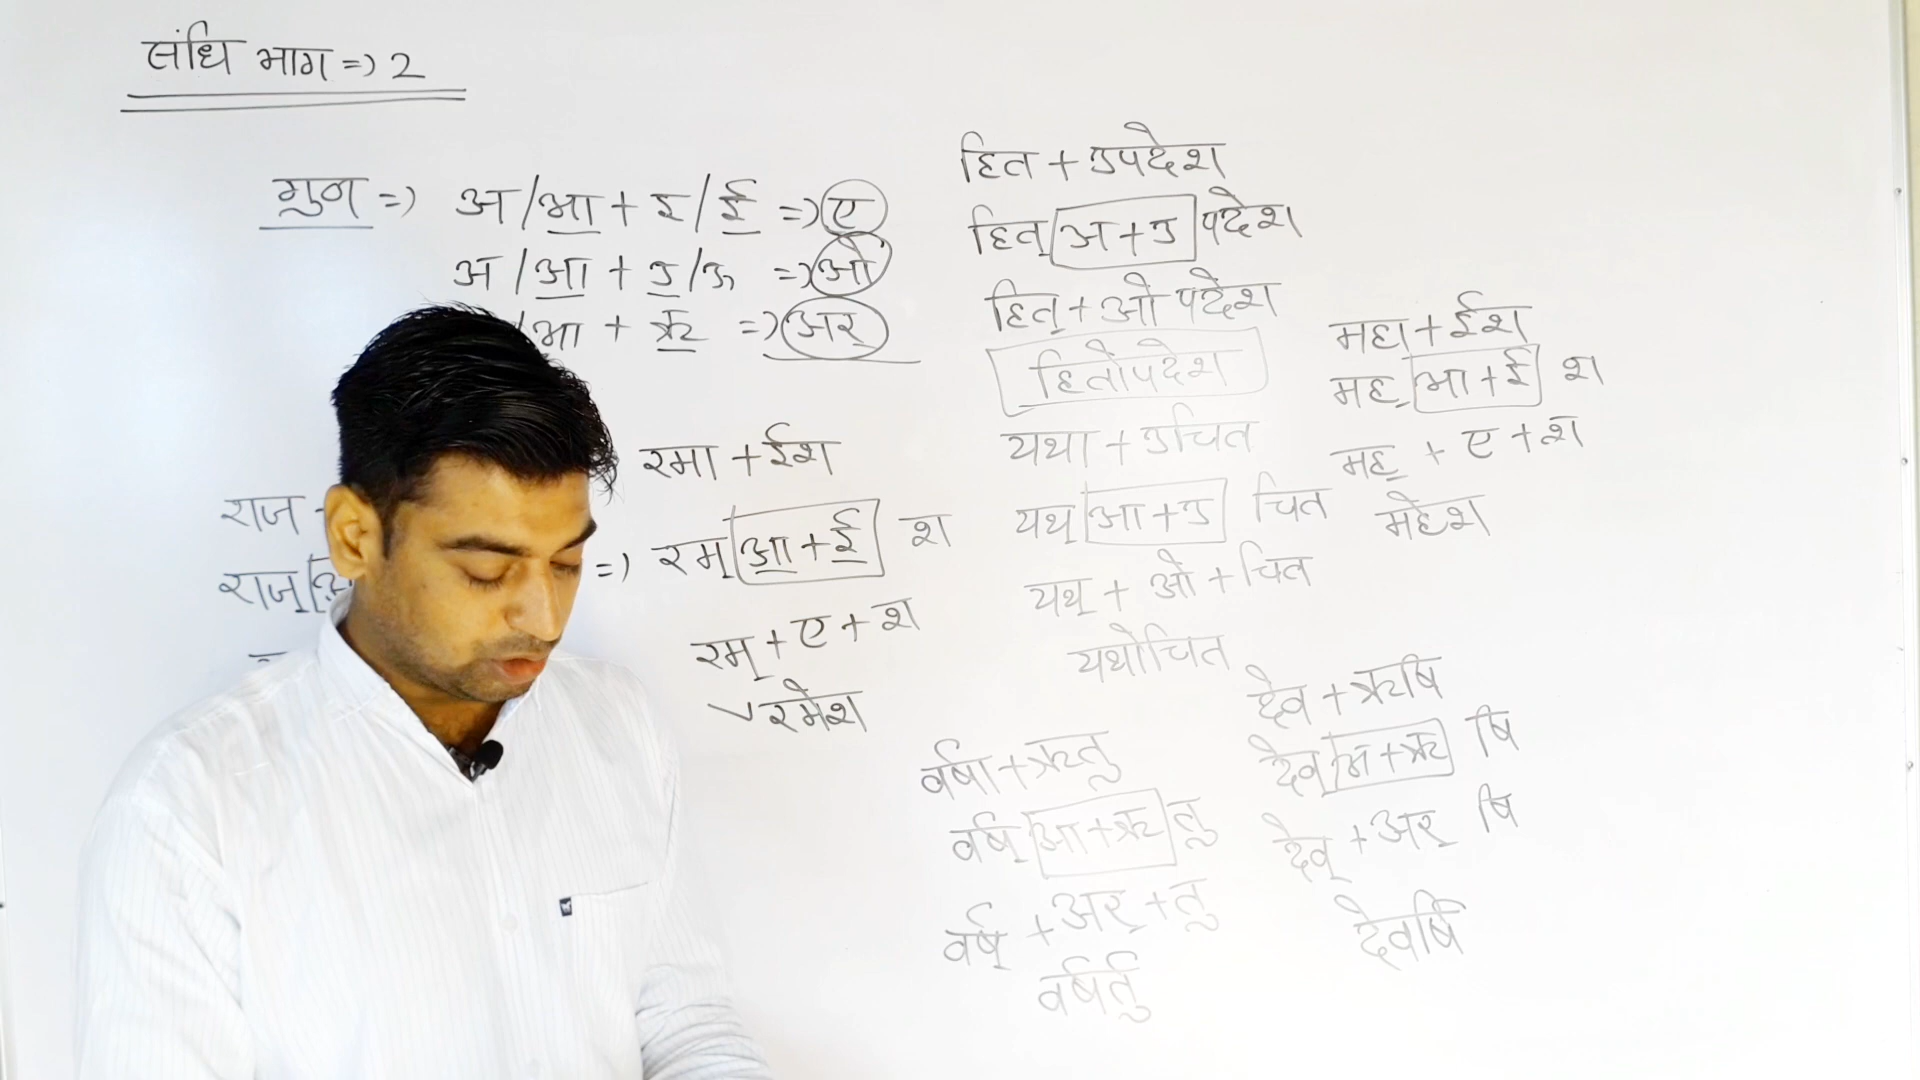 संधि भाग => 2
गुण => अ/आ + इ/ई => ए
अ/आ + उ/ऊ => ओ
/आ + ऋ => अर्
राज
राज्
रमा + ईश
=> रम् आ+ई श
रम् + ए + श
✓रमेश
हित + उपदेश
हित् अ+उ पदेश
हित् + ओ पदेश
हितोपदेश
यथा + उचित
यथ् आ+उ चित
यथ् + ओ + चित
यथोचित
महा + ईश
मह् आ+ई श
मह् + ए + श
महेश
वर्षा + ऋतु
वर्ष् आ+ऋ तु
वर्ष् + अर् + तु
वर्षर्तु
देव + ऋषि
देव् अ+ऋ षि
देव् + अर् षि
देवर्षि